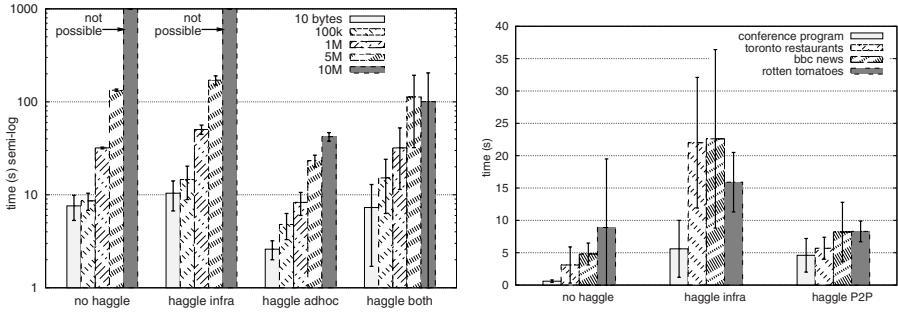 time (s) semi-log
1000
100
10
1
not possible
not possible
10 bytes
100k
1M
5M
10M
no haggle
haggle infra
haggle adhoc
haggle both
time (s)
40
35
30
25
20
15
10
5
0
conference program
toronto restaurants
bbc news
rotten tomatoes
no haggle
haggle infra
haggle P2P